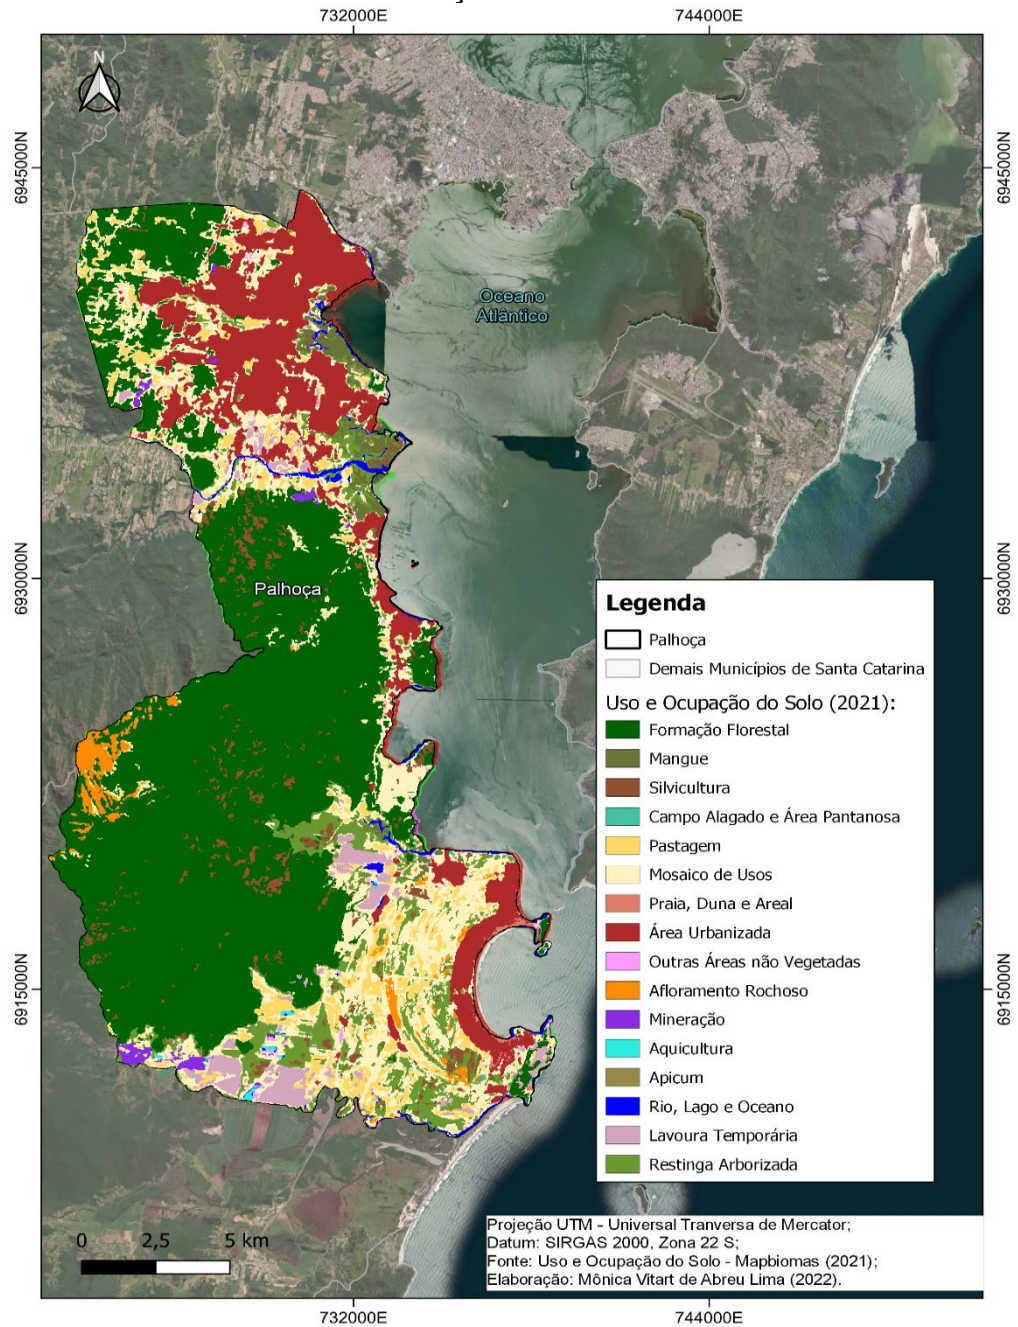 732000E
744000E
N
6945000N
6945000N
Oceano
Atlântico
6930000N
6930000N
Palhoça
Legenda
Palhoça
Demais Municípios de Santa Catarina
Uso e Ocupação do Solo (2021):
Formação Florestal
Mangue
Silvicultura
Campo Alagado e Área Pantanosa
Pastagem
Mosaico de Usos
Praia, Duna e Areal
Área Urbanizada
Outras Áreas não Vegetadas
Afloramento Rochoso
Mineração
Aquicultura
Apicum
Rio, Lago e Oceano
Lavoura Temporária
Restinga Arborizada
6915000N
6915000N
0 2,5 5 km
Projeção UTM - Universal Tranversa de Mercator;
Datum: SIRGAS 2000, Zona 22 S;
Fonte: Uso e Ocupação do Solo - Mapbiomas (2021);
Elaboração: Mônica Vitart de Abreu Lima (2022).
732000E
744000E